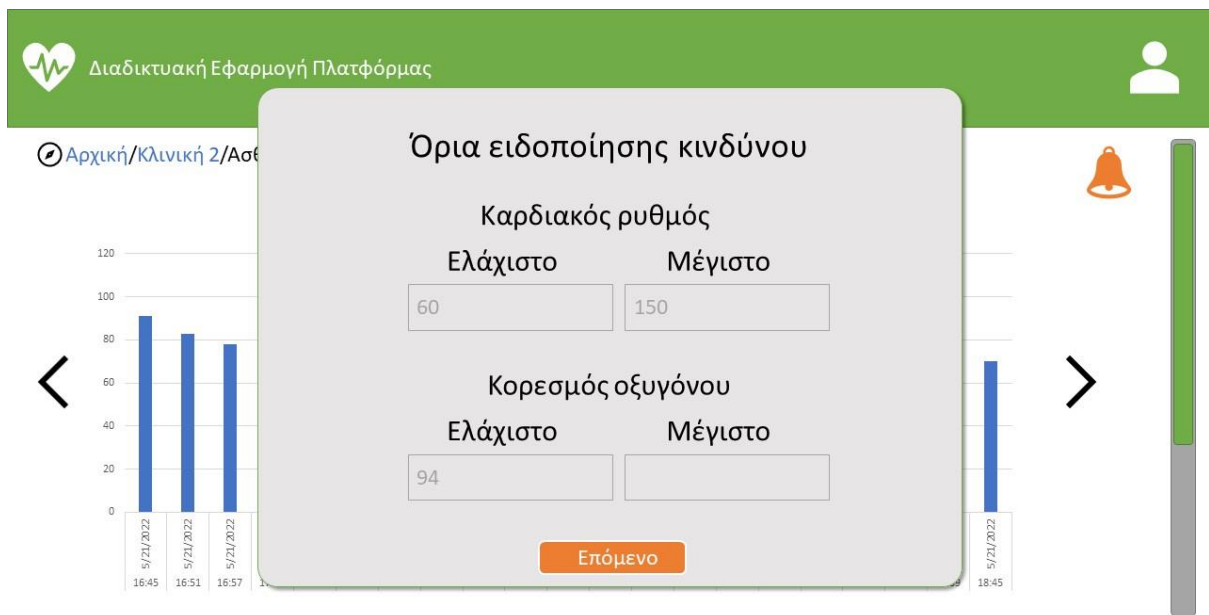 Διαδικτυακή Εφαρμογή Πλατφόρμας
Αρχική/Κλινική 2/Ασθ
Όρια ειδοποίησης κινδύνου
Καρδιακός ρυθμός
Ελάχιστο Μέγιστο
60 150
Κορεσμός οξυγόνου
Ελάχιστο Μέγιστο
94
Επόμενο
120
100
80
60
40
20
0
5/21/2022 5/21/2022 5/21/2022 5/21/2022
16:45 16:51 16:57 18:45